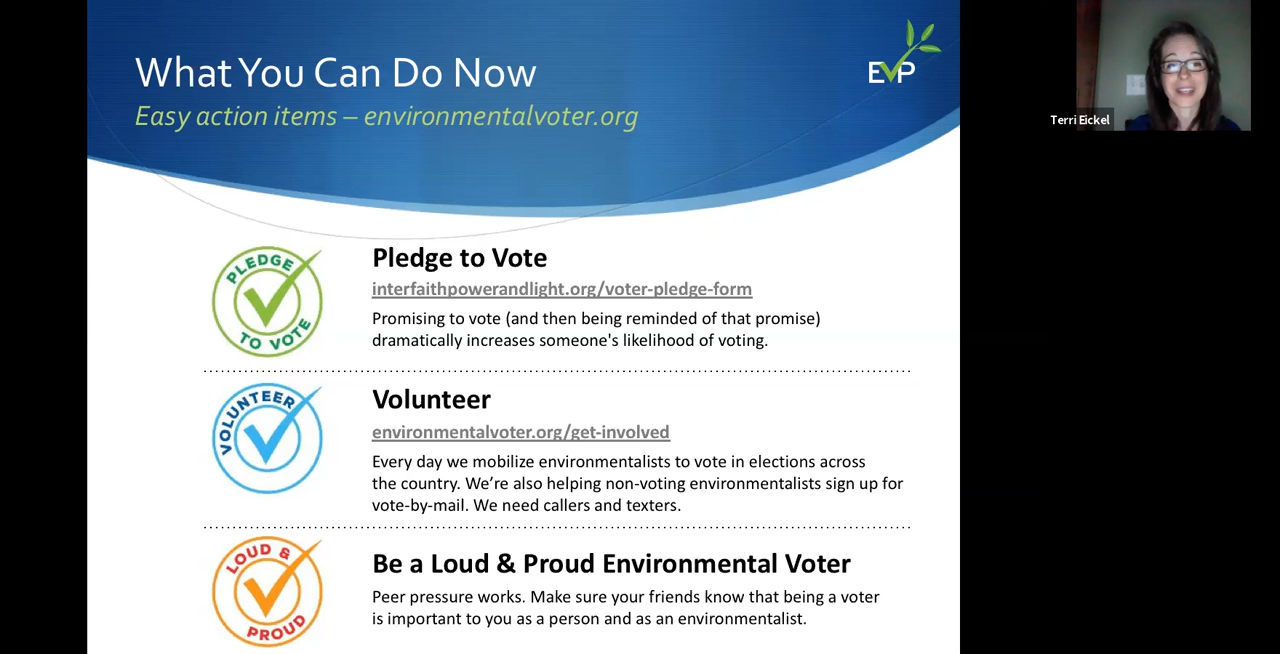 What You Can Do Now
Easy action items – environmentalvoter.org
EVP
Terri Eickel
PLEDGE TO VOTE
Pledge to Vote
interfaithpowerandlight.org/voter-pledge-form
Promising to vote (and then being reminded of that promise)
dramatically increases someone's likelihood of voting.
VOLUNTEER
Volunteer
environmentalvoter.org/get-involved
Every day we mobilize environmentalists to vote in elections across
the country. We’re also helping non-voting environmentalists sign up for
vote-by-mail. We need callers and texters.
LOUD & PROUD
Be a Loud & Proud Environmental Voter
Peer pressure works. Make sure your friends know that being a voter
is important to you as a person and as an environmentalist.